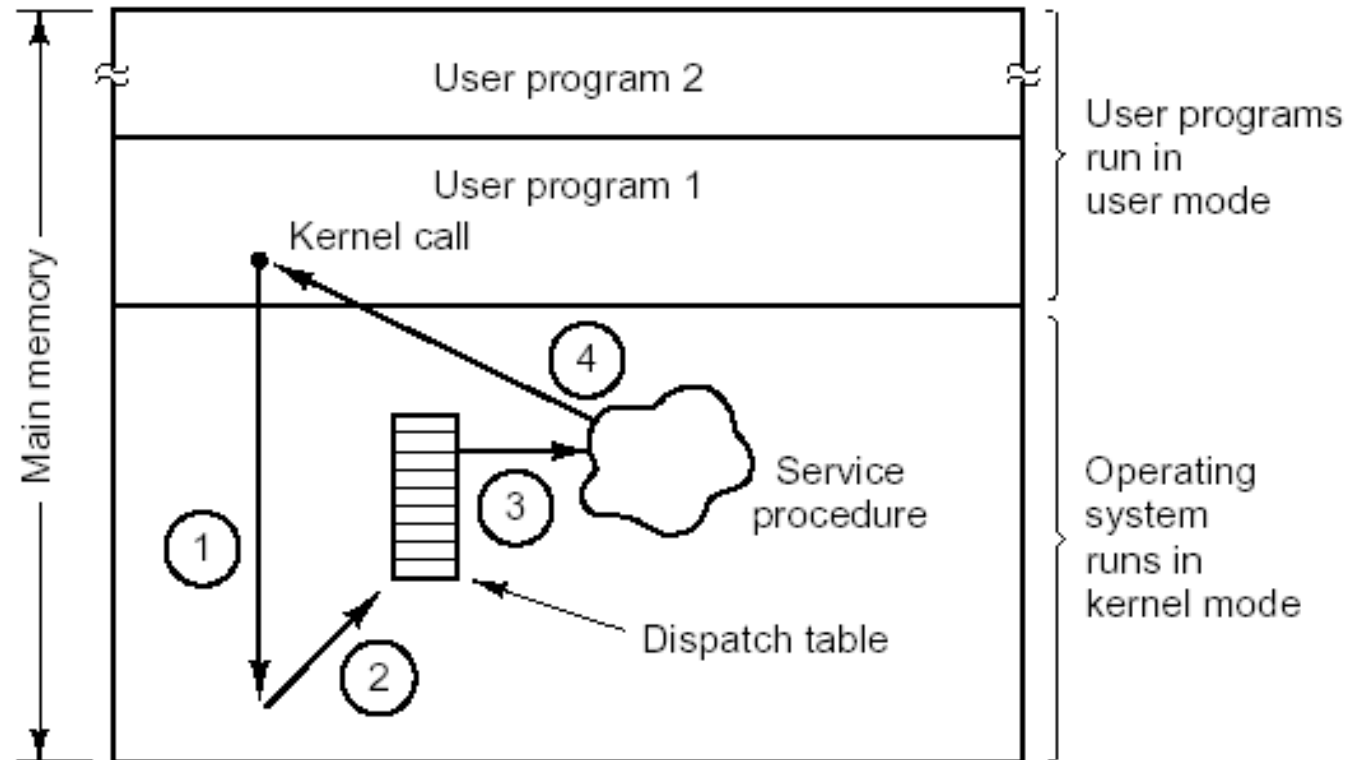 User program 2
User program 1
Kernel call
User programs
run in
user mode
Main memory
4
3
Service
procedure
1
2
Dispatch table
Operating
system
runs in
kernel mode